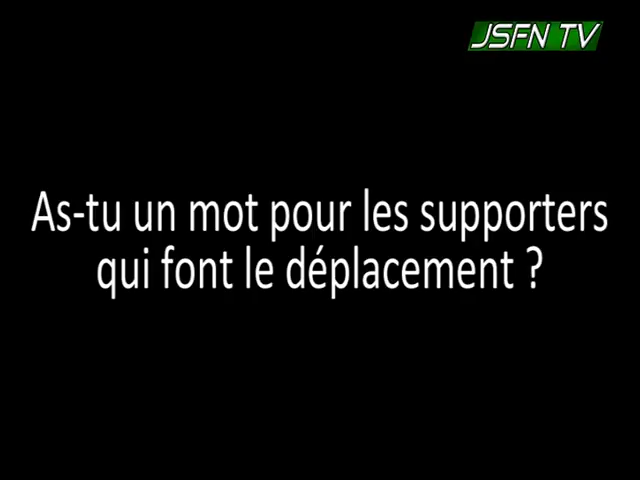 JSFN TV
As-tu un mot pour les supporters
qui font le déplacement ?